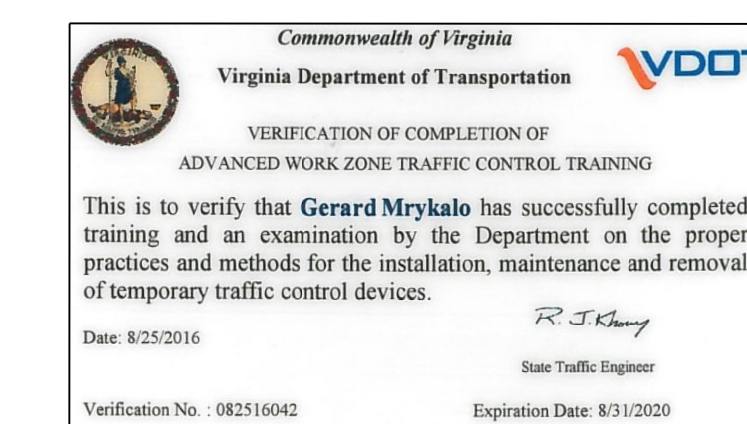 Commonwealth of Virginia
Virginia Department of Transportation
VDOT
VERIFICATION OF COMPLETION OF
ADVANCED WORK ZONE TRAFFIC CONTROL TRAINING
This is to verify that Gerard Mrykalo has successfully completed
training and an examination by the Department on the proper
practices and methods for the installation, maintenance and removal
of temporary traffic control devices.
R. J. Khoury
Date: 8/25/2016
State Traffic Engineer
Verification No. : 082516042
Expiration Date: 8/31/2020